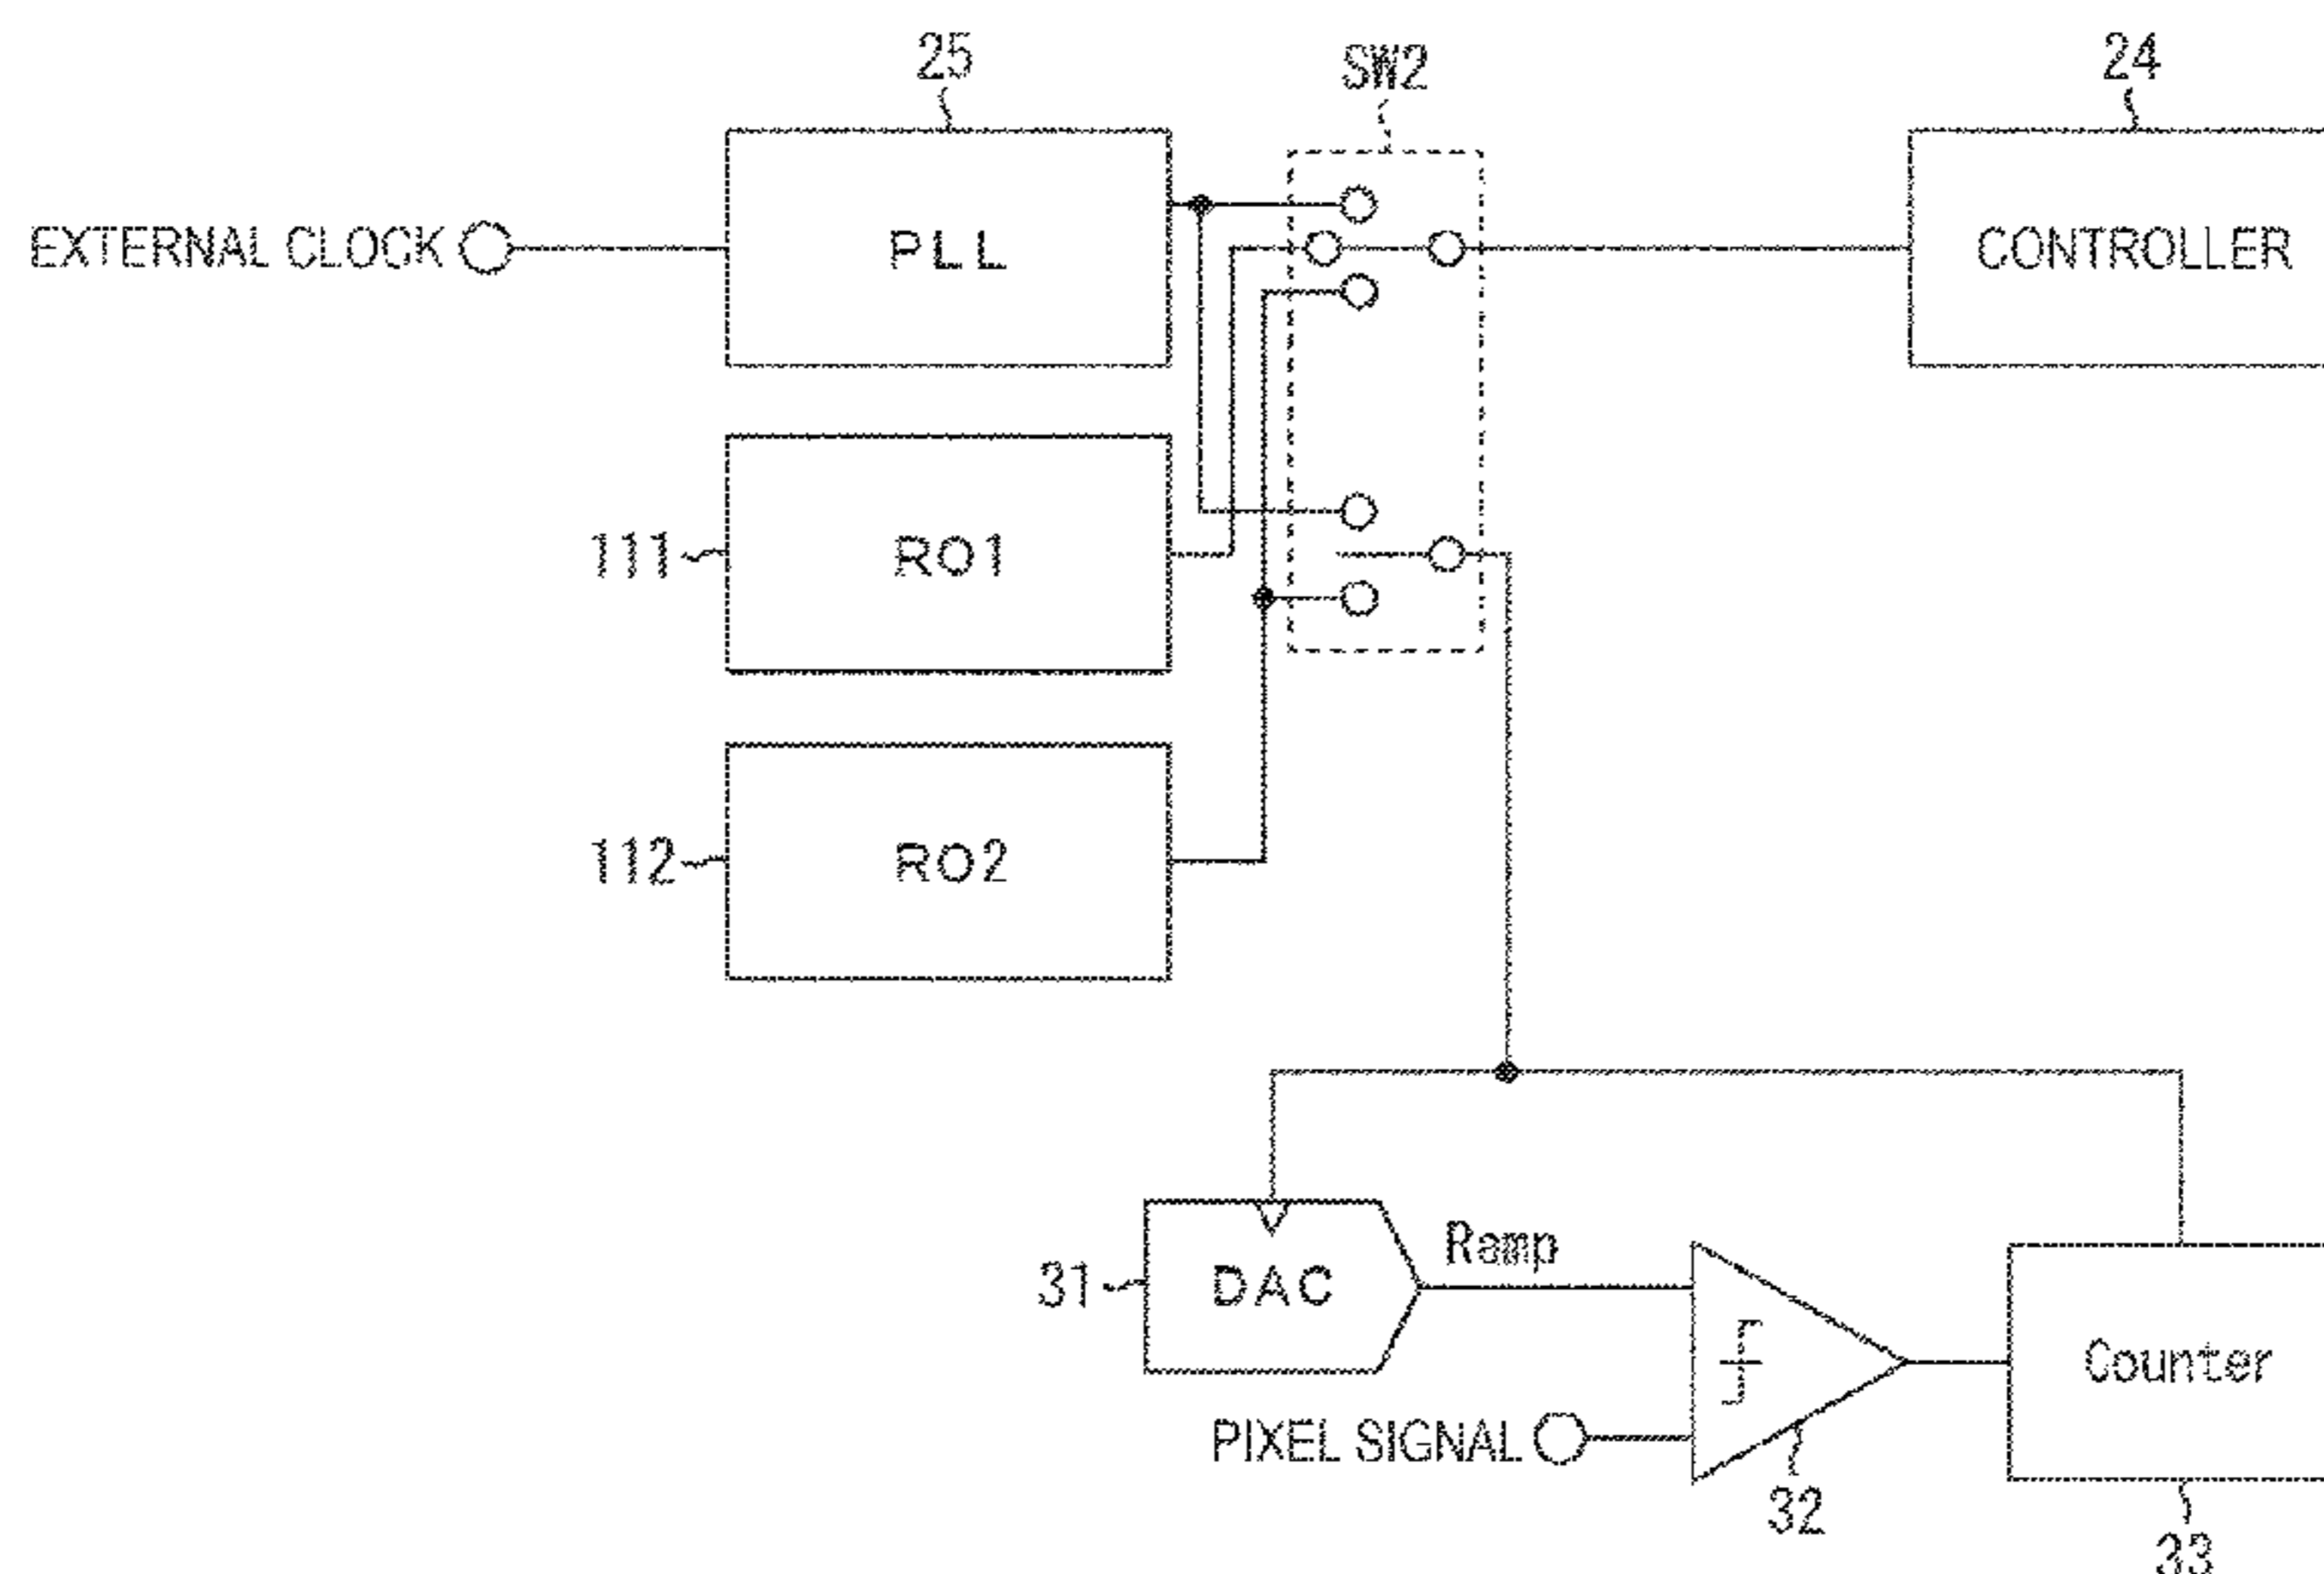 25
SW2
24
EXTERNAL CLOCK
PLL
CONTROLLER
111
RO1
112
RO2
31
DAC
Ramp
Counter
PIXEL SIGNAL
32
33